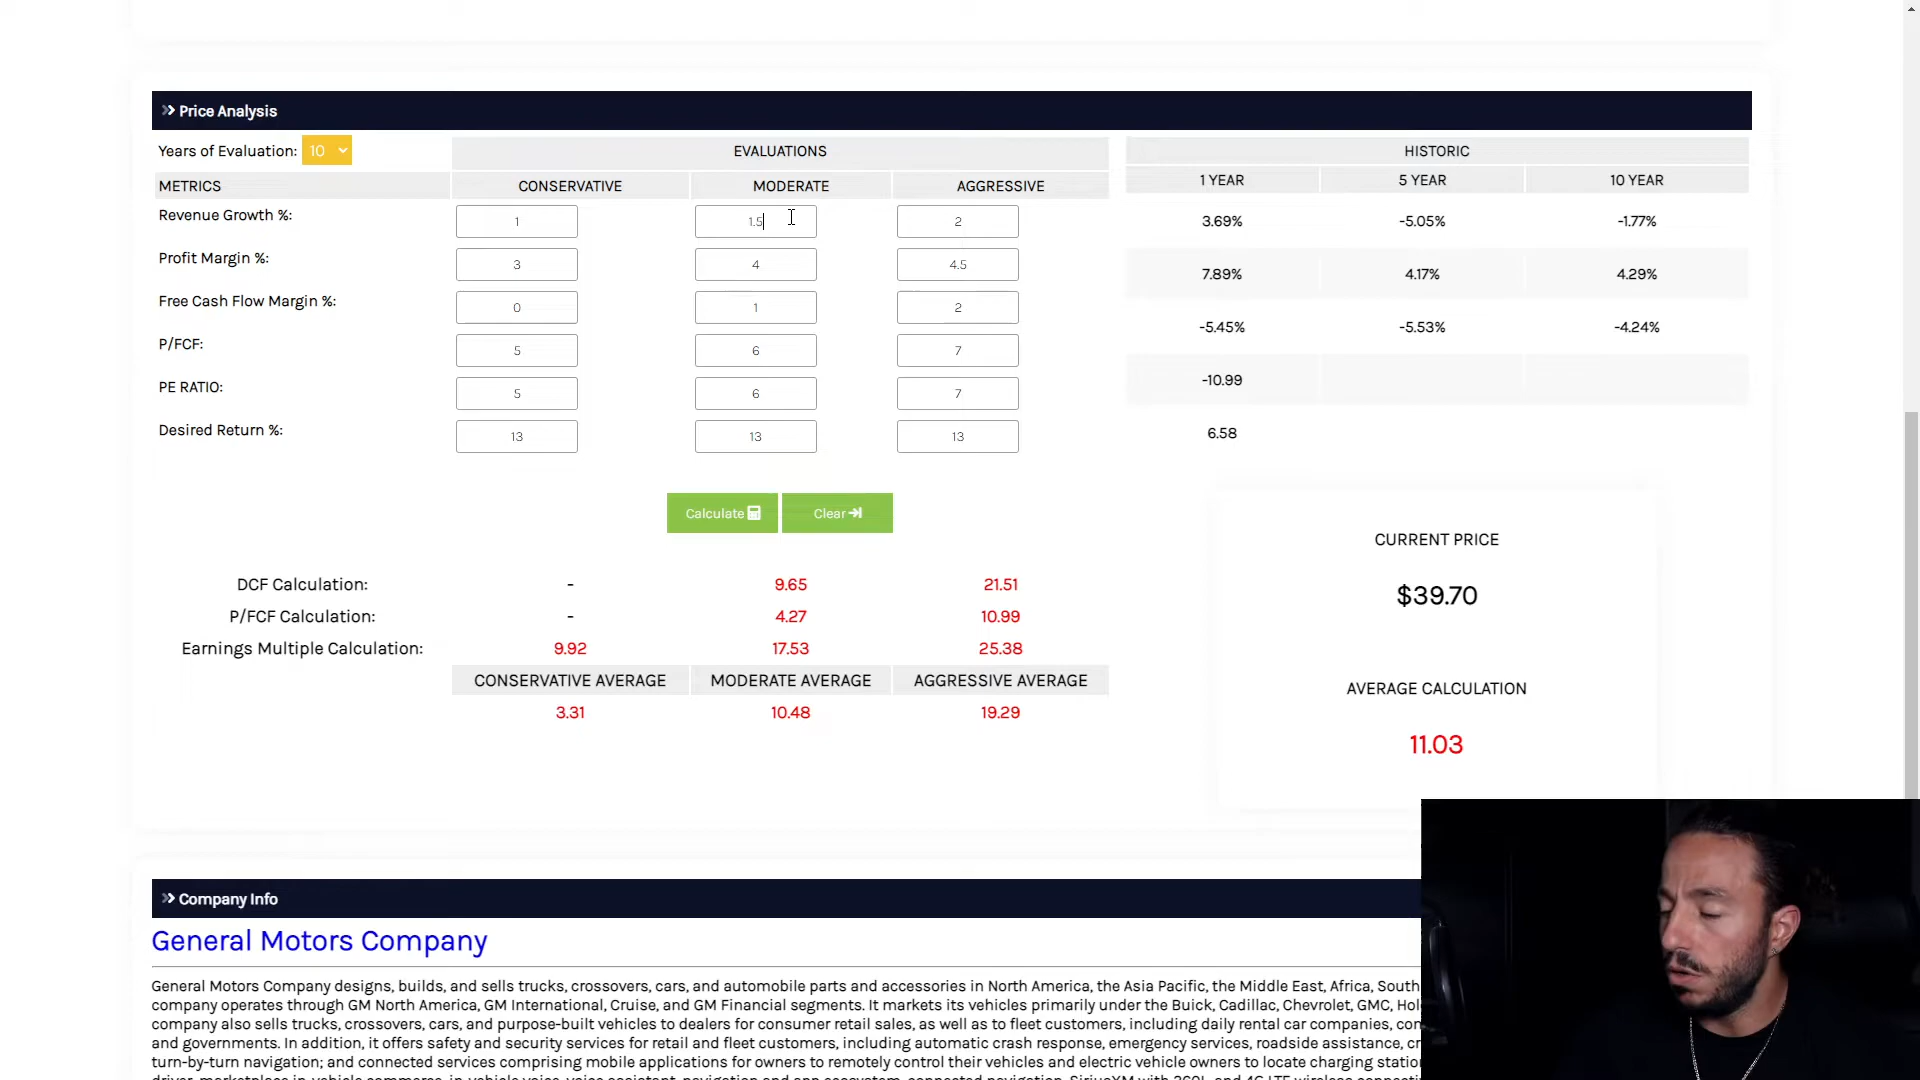 Price Analysis
Years of Evaluation: 10
EVALUATIONS
HISTORIC
METRICS CONSERVATIVE MODERATE AGGRESSIVE 1 YEAR 5 YEAR 10 YEAR
Revenue Growth %: 1 1.5 2 3.69% -5.05% -1.77%
Profit Margin %: 3 4 4.5 7.89% 4.17% 4.29%
Free Cash Flow Margin %: 0 1 2 -5.45% -5.53% -4.24%
P/FCF: 5 6 7 -10.99
PE RATIO: 5 6 7 6.58
Desired Return %: 13 13 13
Calculate Clear
DCF Calculation: - 9.65 21.51
P/FCF Calculation: - 4.27 10.99
Earnings Multiple Calculation: 9.92 17.53 25.38
CONSERVATIVE AVERAGE MODERATE AVERAGE AGGRESSIVE AVERAGE
3.31 10.48 19.29
CURRENT PRICE
$39.70
AVERAGE CALCULATION
11.03
Company Info
General Motors Company
General Motors Company designs, builds, and sells trucks, crossovers, cars, and automobile parts and accessories in North America, the Asia Pacific, the Middle East, Africa, South
company operates through GM North America, GM International, Cruise, and GM Financial segments. It markets its vehicles primarily under the Buick, Cadillac, Chevrolet, GMC, Hol
company also sells trucks, crossovers, cars, and purpose-built vehicles to dealers for consumer retail sales, as well as to fleet customers, including daily rental car companies, con
and governments. In addition, it offers safety and security services for retail and fleet customers, including automatic crash response, emergency services, roadside assistance, cr
turn-by-turn navigation; and connected services comprising mobile applications for owners to remotely control their vehicles and electric vehicle owners to locate charging statio